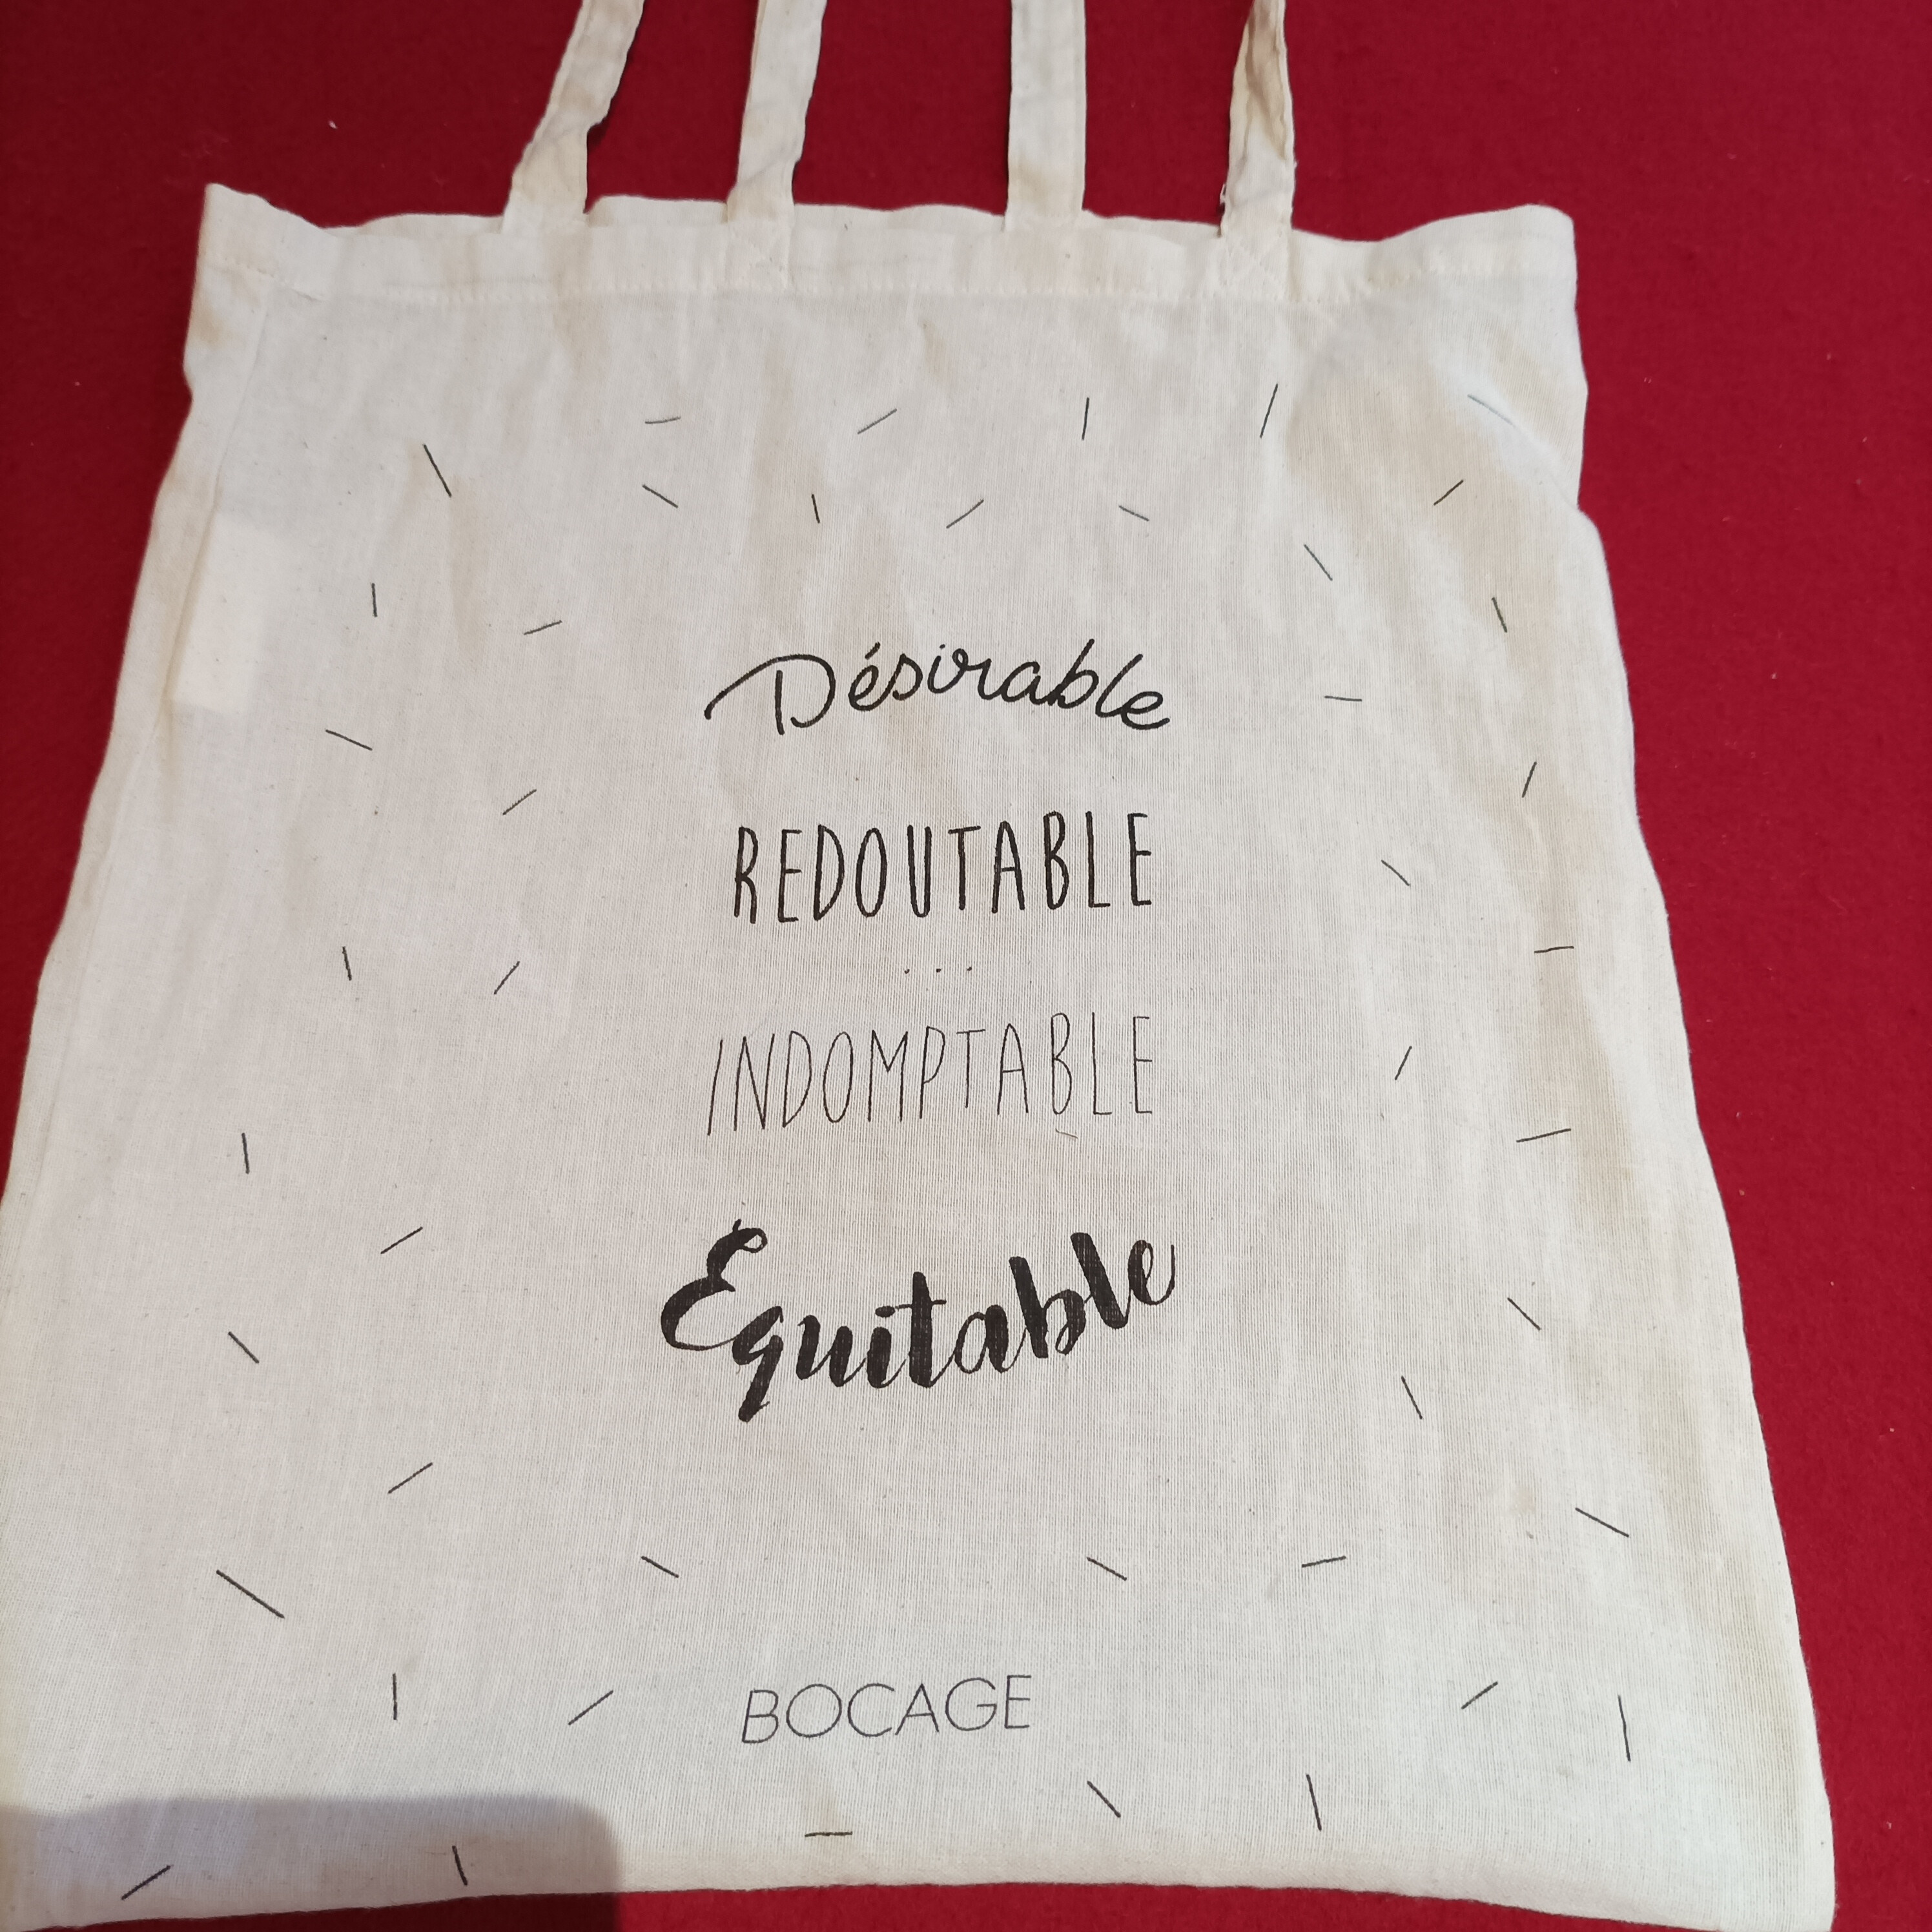 Désirable
REDOUTABLE
...
INDOMPTABLE
Équitable
BOCAGE